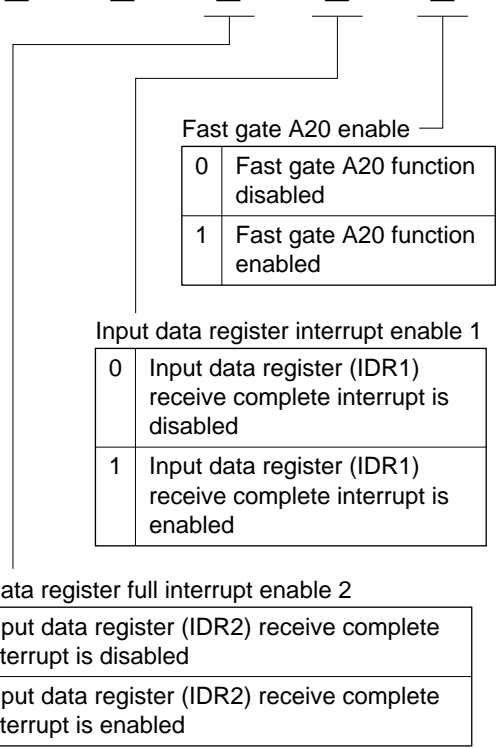 Fast gate A20 enable
0 Fast gate A20 function
disabled
1 Fast gate A20 function
enabled
Input data register interrupt enable 1
0 Input data register (IDR1)
receive complete interrupt is
disabled
1 Input data register (IDR1)
receive complete interrupt is
enabled
ata register full interrupt enable 2
put data register (IDR2) receive complete
terrupt is disabled
put data register (IDR2) receive complete
terrupt is enabled